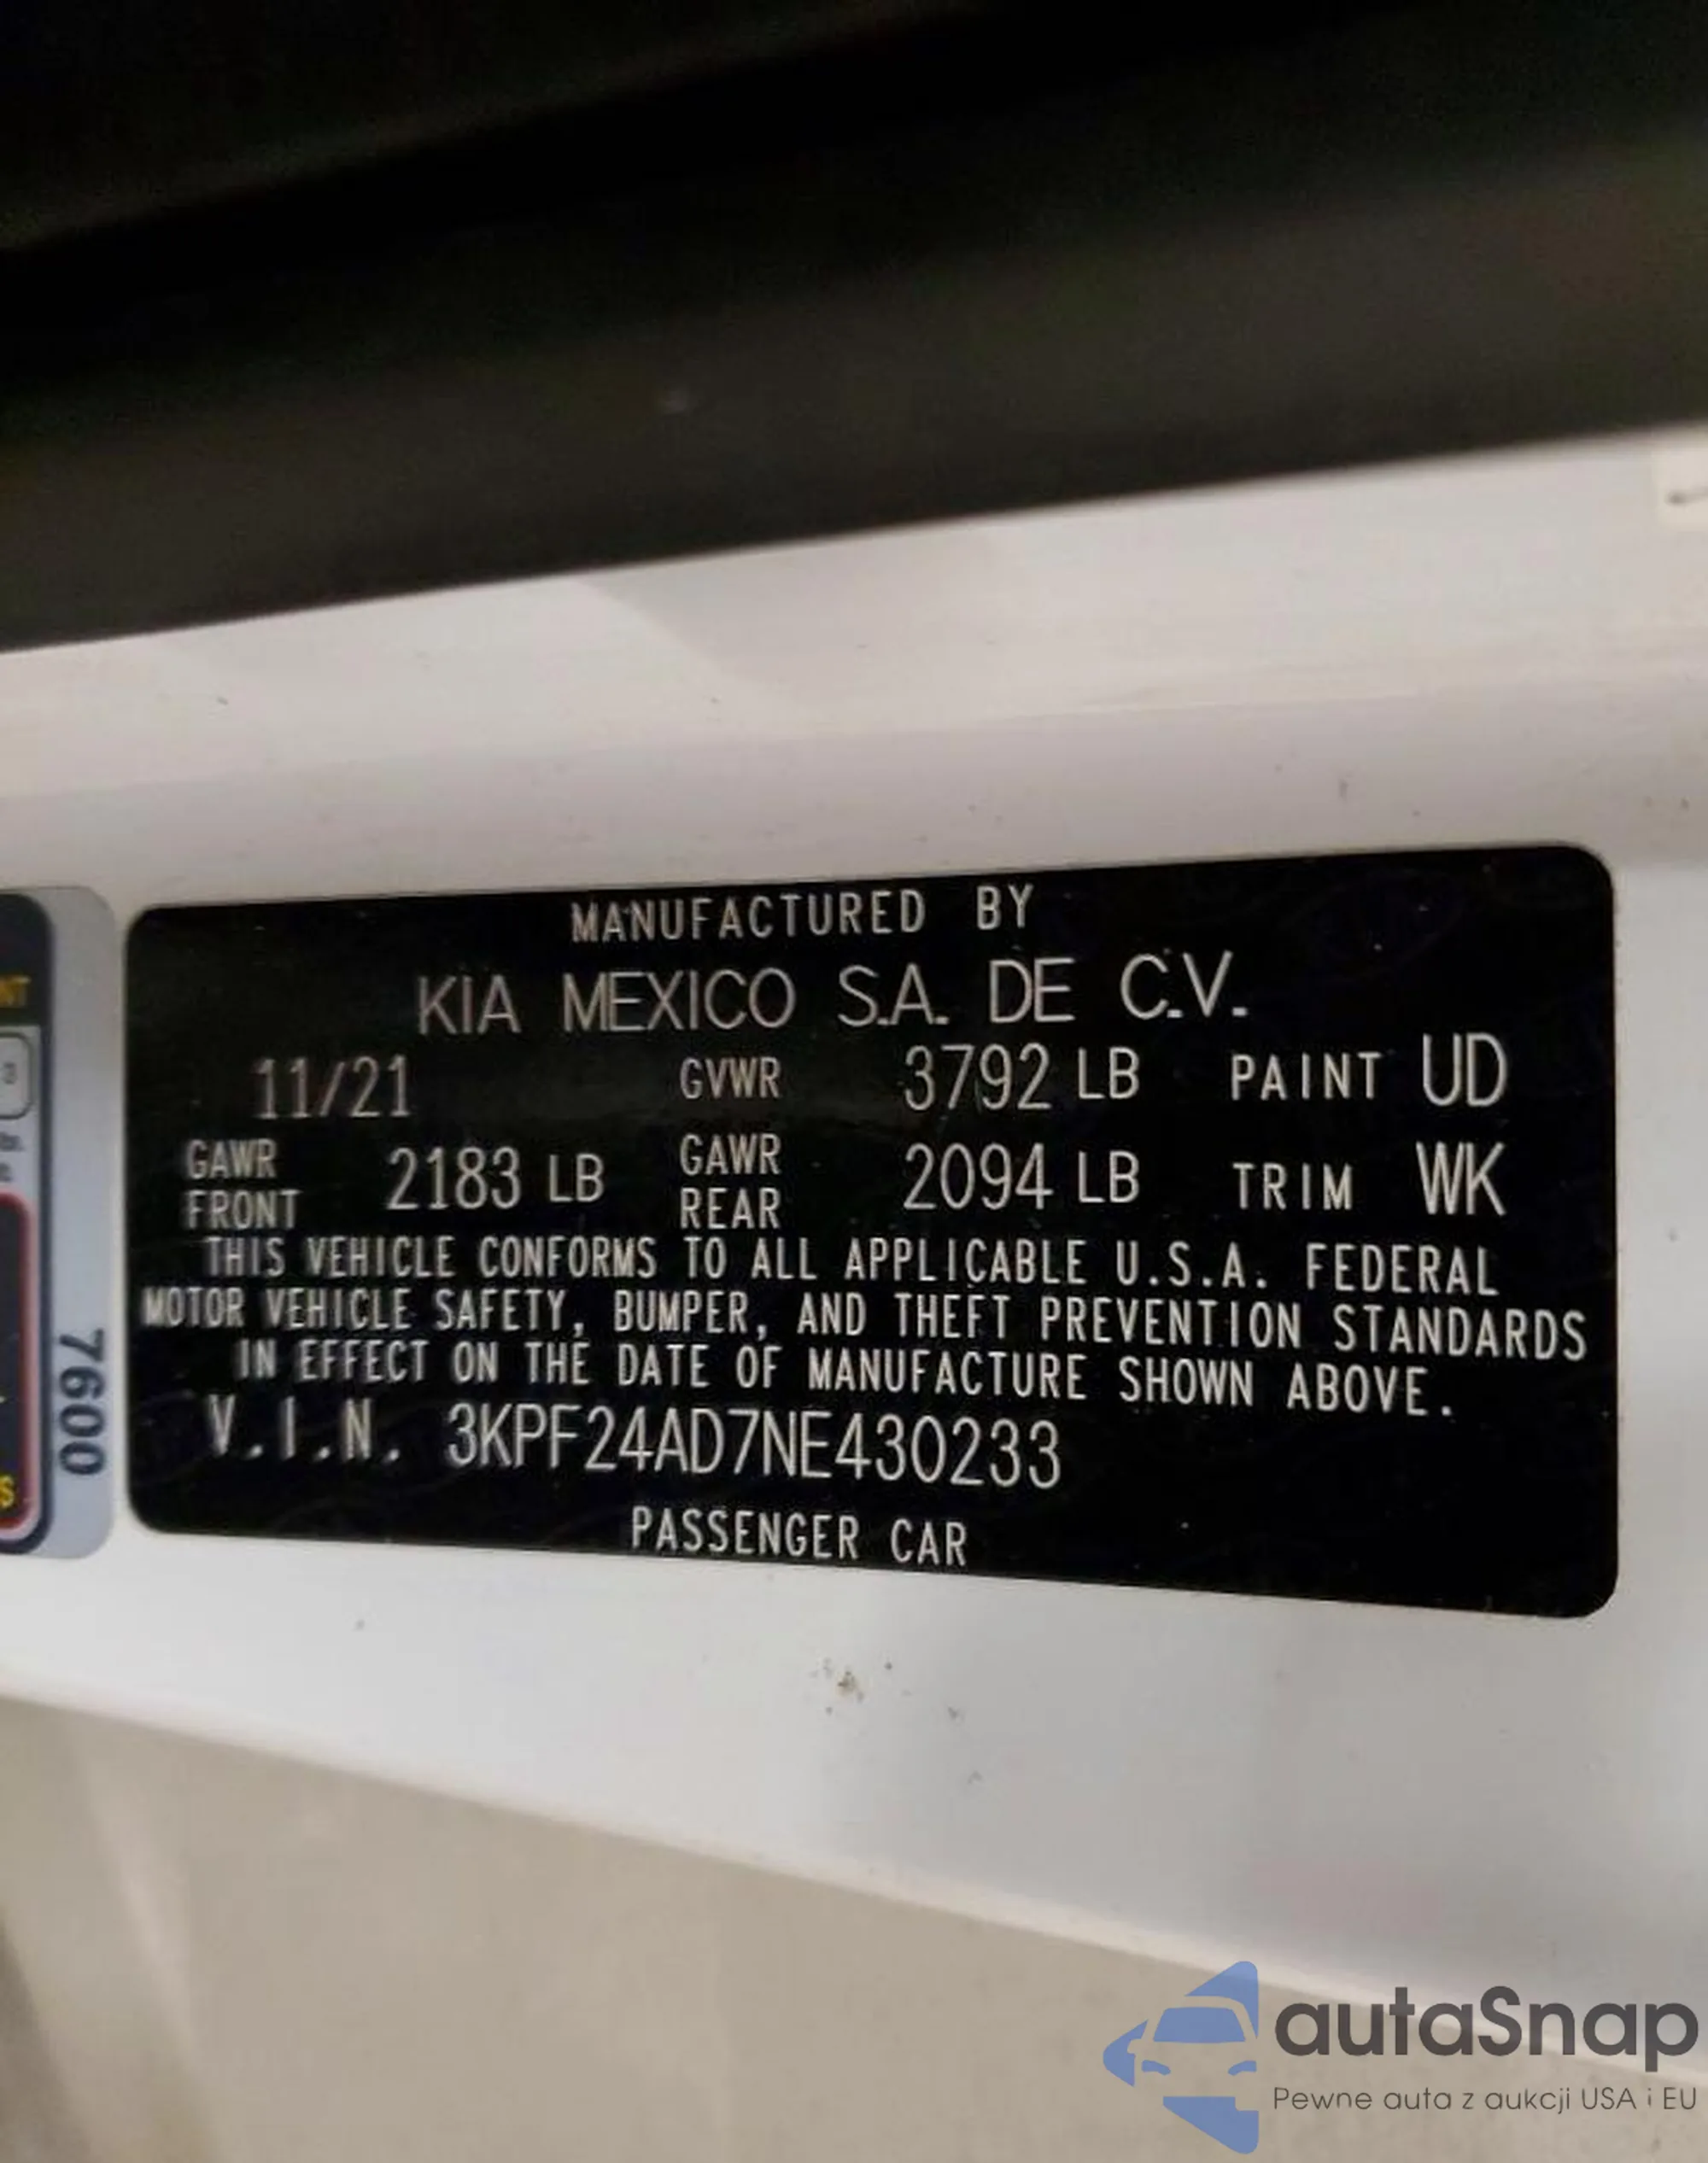 MANUFACTURED BY
KIA MEXICO S.A. DE C.V.
11/21 GVWR 3792 LB PAINT UD
GAWR FRONT 2183 LB GAWR REAR 2094 LB TRIM WK
THIS VEHICLE CONFORMS TO ALL APPLICABLE U.S.A. FEDERAL
MOTOR VEHICLE SAFETY, BUMPER, AND THEFT PREVENTION STANDARDS
IN EFFECT ON THE DATE OF MANUFACTURE SHOWN ABOVE.
V.I.N. 3KPF24AD7NE430233
PASSENGER CAR
7600
autaSnap
Pewne auta z aukcji USA i EU